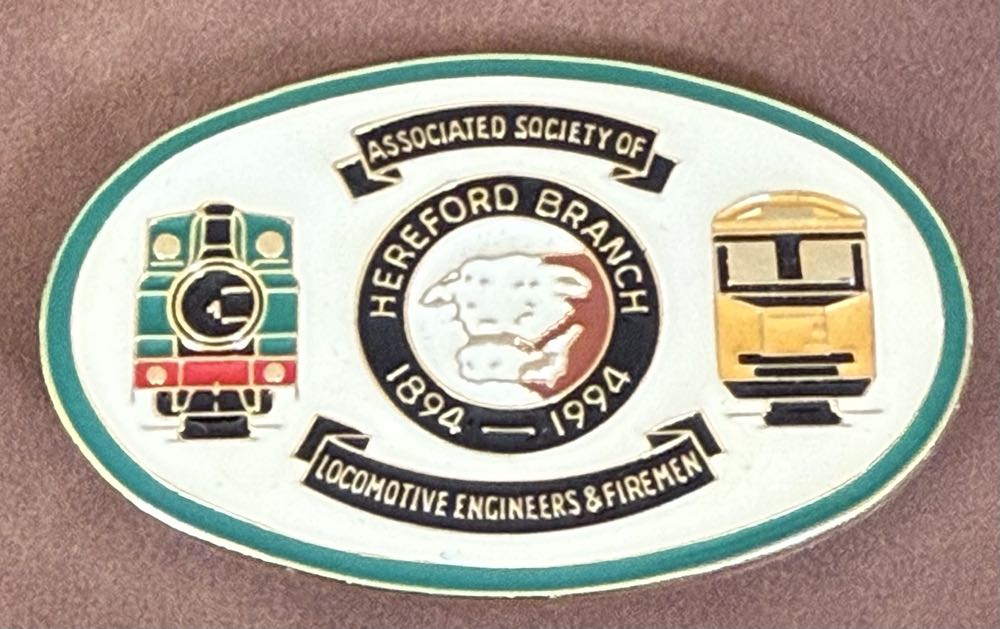 ASSOCIATED SOCIETY OF
HEREFORD BRANCH
1894 — 1994
LOCOMOTIVE ENGINEERS & FIREMEN